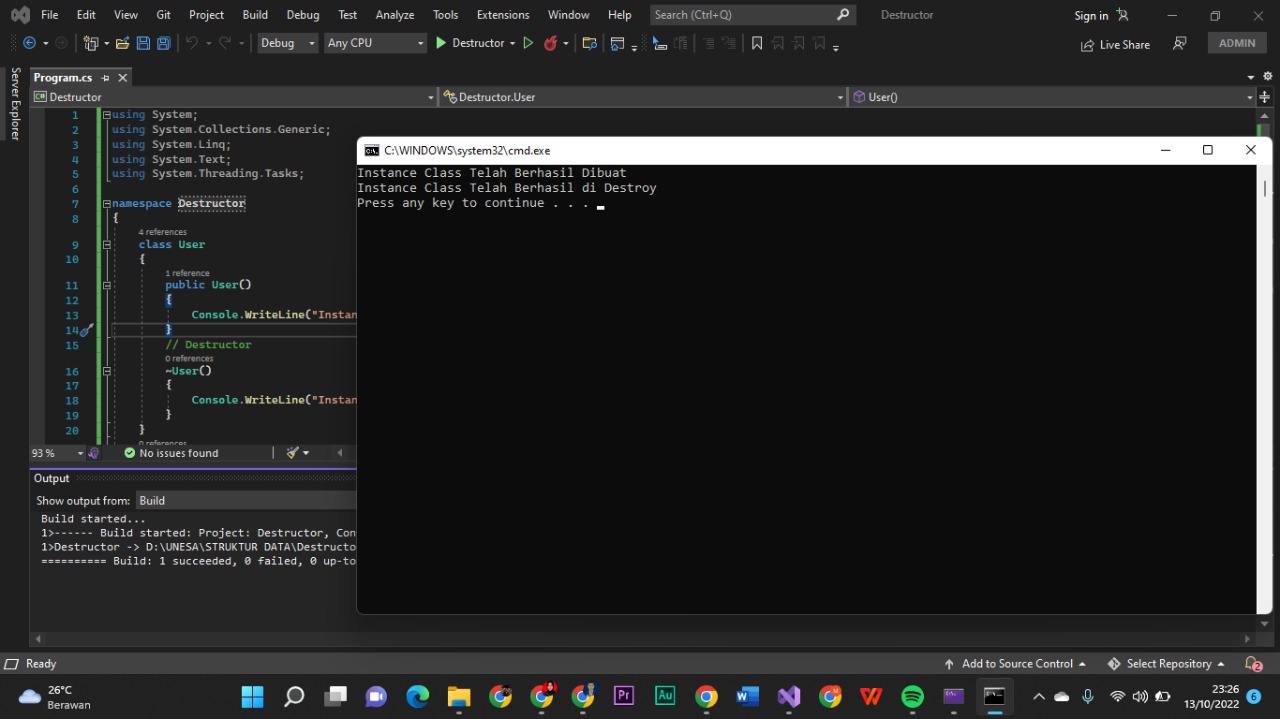 File Edit View Git Project Build Debug Test Analyze Tools Extensions Window Help Search (Ctrl+Q) Destructor Sign in
Debug Any CPU Destructor Live Share ADMIN
Server Explorer
Program.cs
Destructor Destructor.User User()
1 using System;
2 using System.Collections.Generic;
3 using System.Linq;
4 using System.Text;
5 using System.Threading.Tasks;
6
7 namespace Destructor
8 {
4 references
9 class User
10 {
1 reference
11 public User()
12 {
13 Console.WriteLine("Instan
14 }
15 // Destructor
0 references
16 ~User()
17 {
18 Console.WriteLine("Instan
19 }
20 }
0 references
93 % No issues found
C:\WINDOWS\system32\cmd.exe
Instance Class Telah Berhasil Dibuat
Instance Class Telah Berhasil di Destroy
Press any key to continue . . .
Output
Show output from: Build
Build started...
1>------ Build started: Project: Destructor, Con
1>Destructor -> D:\UNESA\STRUKTUR DATA\Destructo
========== Build: 1 succeeded, 0 failed, 0 up-to
Ready Add to Source Control Select Repository 2
26°C
Berawan
Pr Au W
23:26
13/10/2022
6